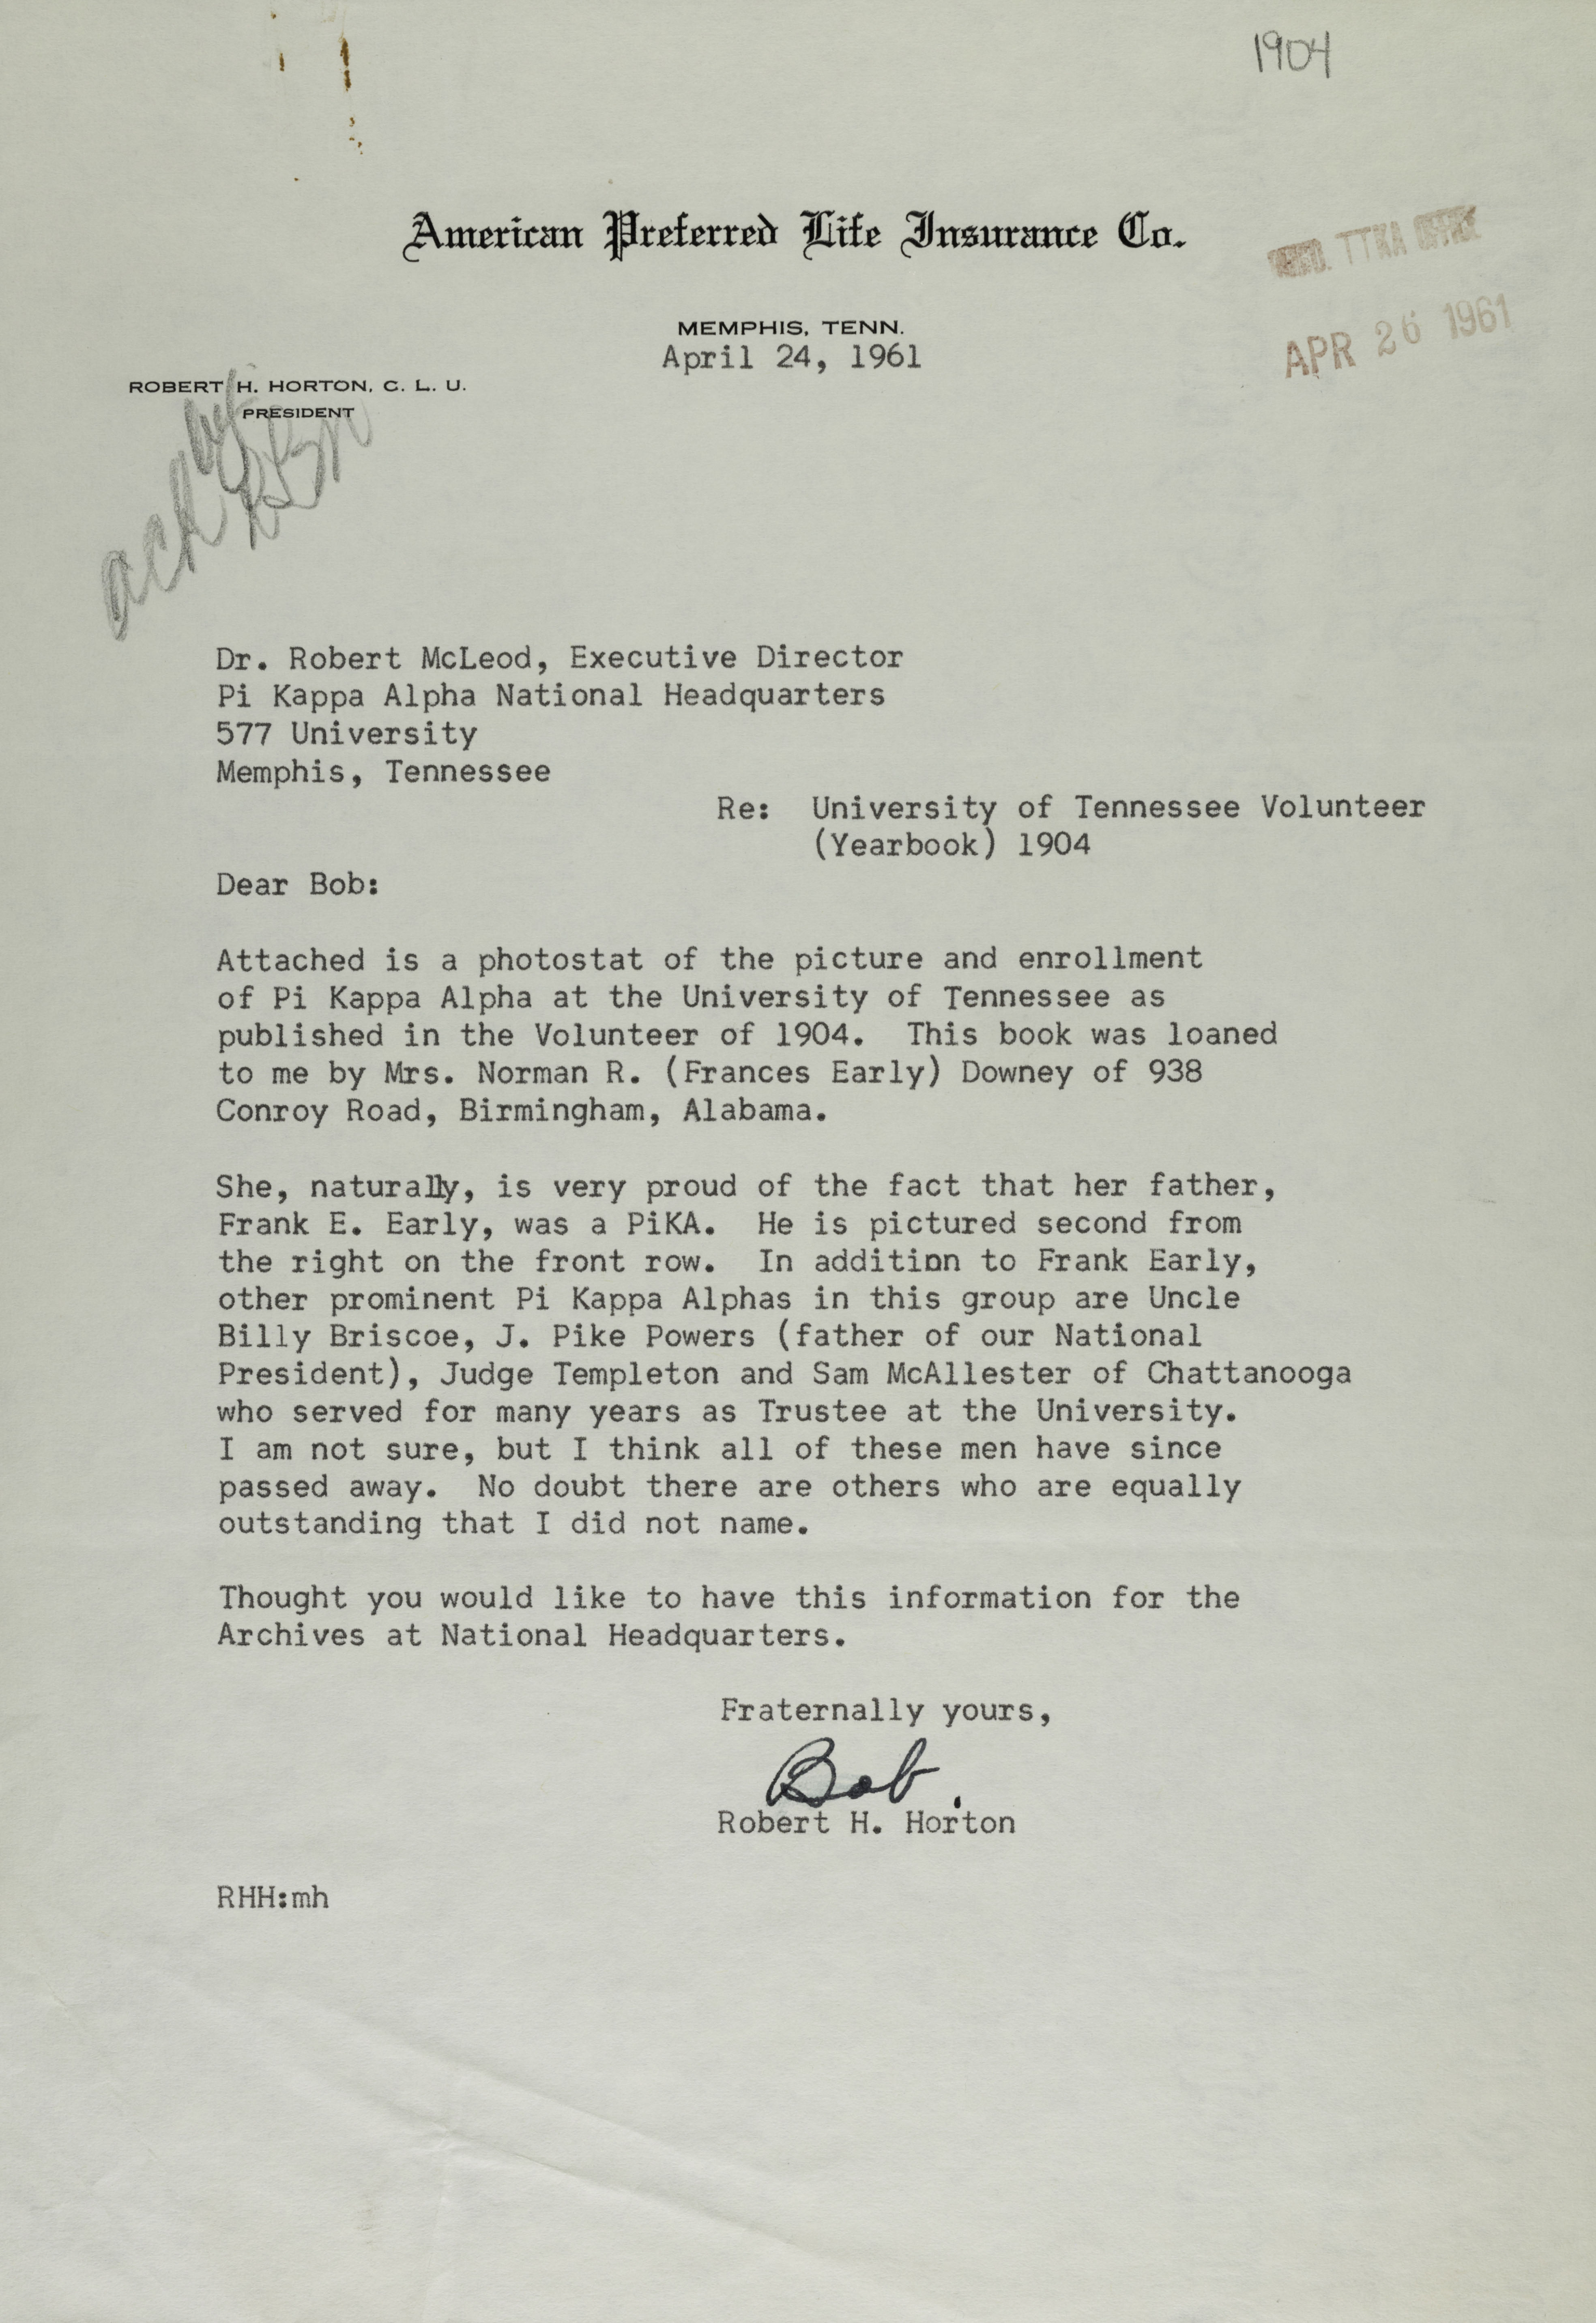 1904
American Preferred Life Insurance Co.
REC'D. TTKA OFFICE
APR 26 1961
MEMPHIS, TENN.
April 24, 1961
ROBERT H. HORTON, C. L. U.
PRESIDENT
ack
Dr. Robert McLeod, Executive Director
Pi Kappa Alpha National Headquarters
577 University
Memphis, Tennessee
Re: University of Tennessee Volunteer
(Yearbook) 1904
Dear Bob:
Attached is a photostat of the picture and enrollment
of Pi Kappa Alpha at the University of Tennessee as
published in the Volunteer of 1904. This book was loaned
to me by Mrs. Norman R. (Frances Early) Downey of 938
Conroy Road, Birmingham, Alabama.
She, naturally, is very proud of the fact that her father,
Frank E. Early, was a PiKA. He is pictured second from
the right on the front row. In addition to Frank Early,
other prominent Pi Kappa Alphas in this group are Uncle
Billy Briscoe, J. Pike Powers (father of our National
President), Judge Templeton and Sam McAllester of Chattanooga
who served for many years as Trustee at the University.
I am not sure, but I think all of these men have since
passed away. No doubt there are others who are equally
outstanding that I did not name.
Thought you would like to have this information for the
Archives at National Headquarters.
Fraternally yours,
Bob.
Robert H. Horton
RHH:mh